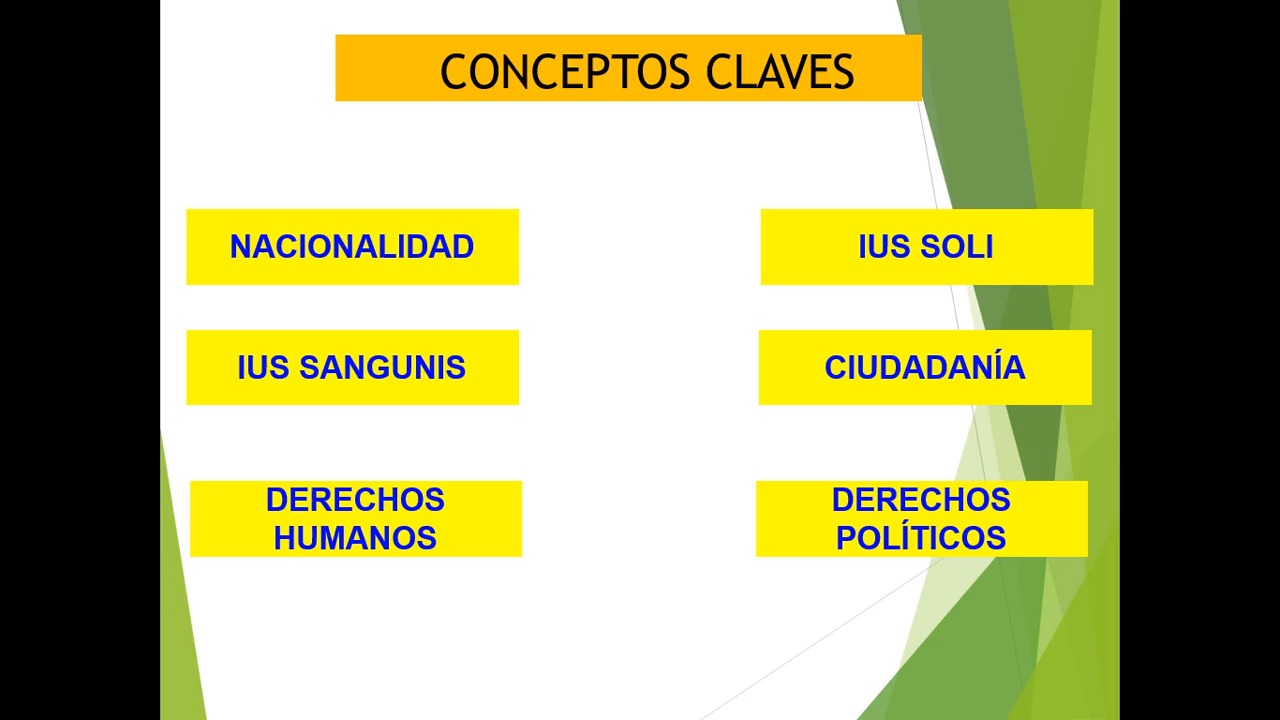 CONCEPTOS CLAVES
NACIONALIDAD
IUS SOLI
IUS SANGUNIS
CIUDADANÍA
DERECHOS
HUMANOS
DERECHOS
POLÍTICOS